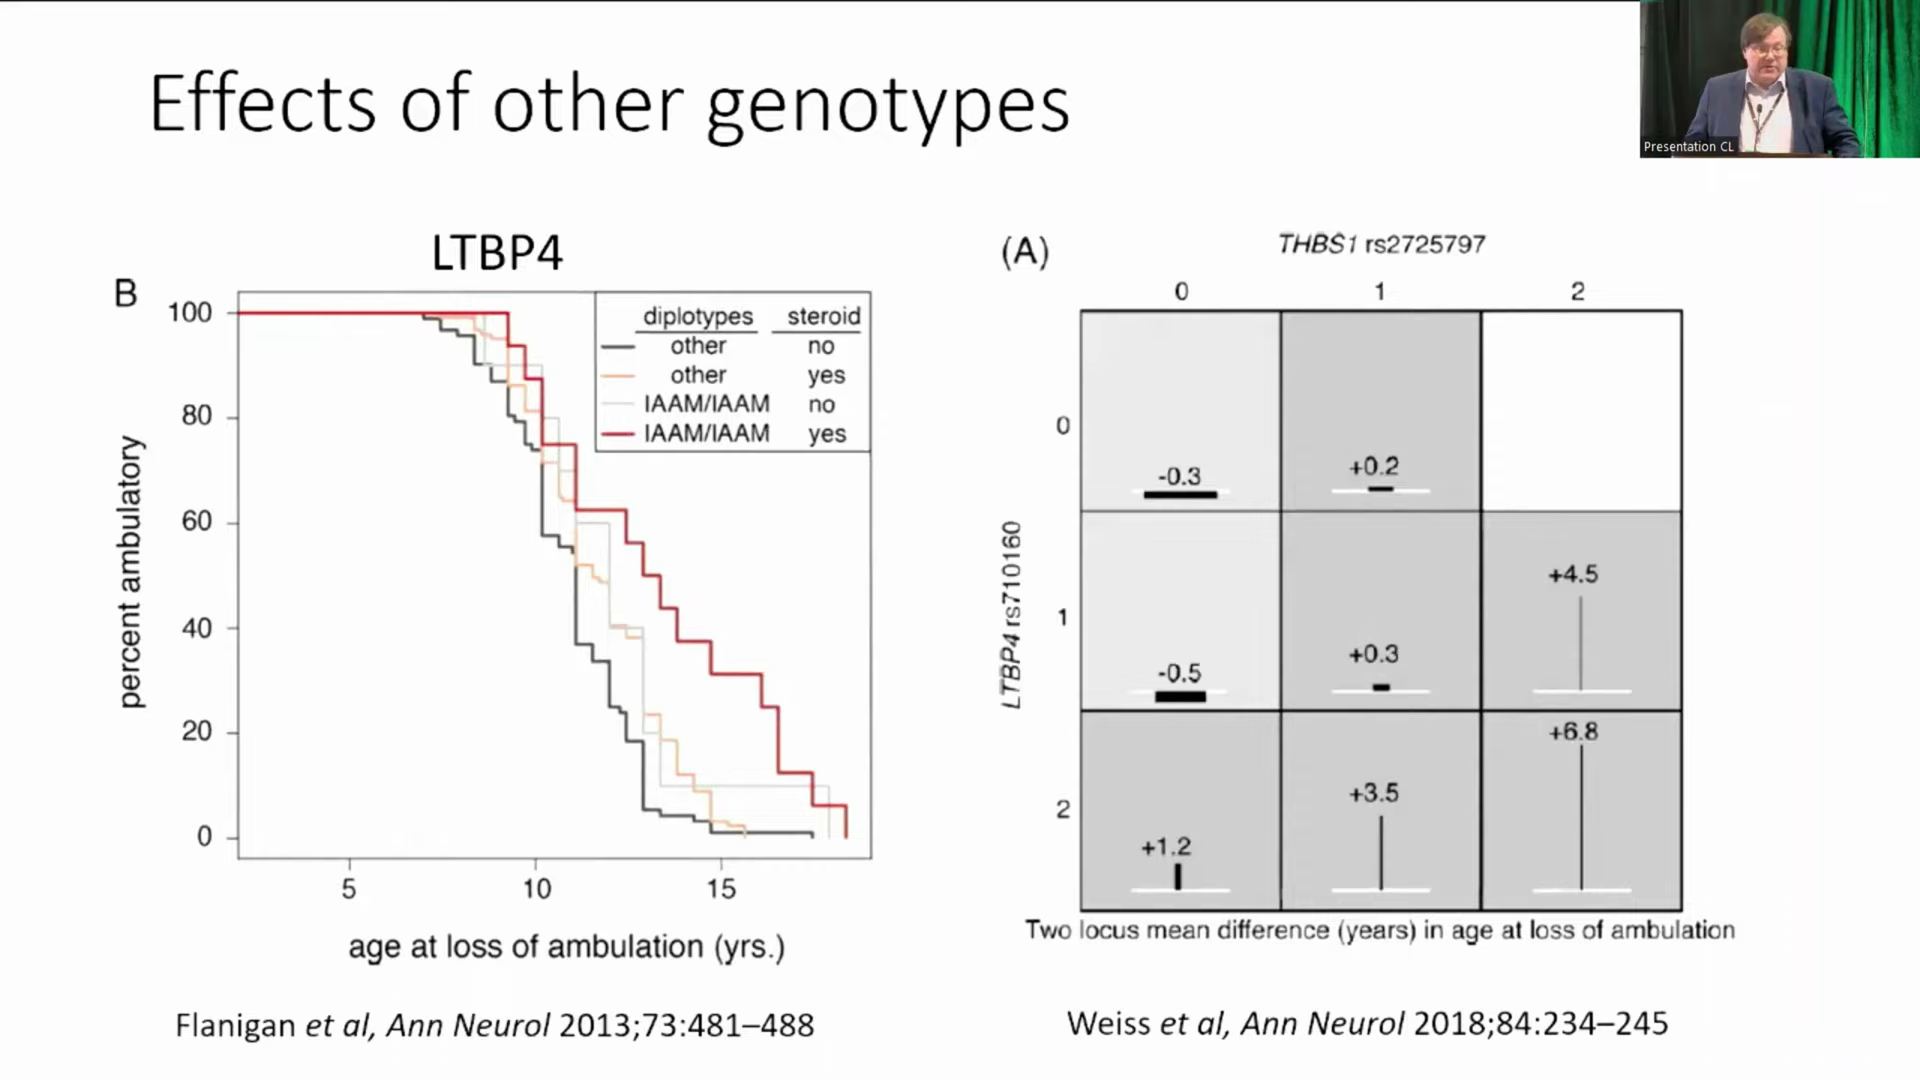 Effects of other genotypes
Presentation CL
LTBP4
B
diplotypes steroid
other no
other yes
IAAM/IAAM no
IAAM/IAAM yes
100
80
60
40
20
0
percent ambulatory
5 10 15
age at loss of ambulation (yrs.)
Flanigan et al, Ann Neurol 2013;73:481–488
(A)
THBS1 rs2725797
0 1 2
LTBP4 rs710160
0
-0.3 +0.2
1
-0.5 +0.3 +4.5
2
+1.2 +3.5 +6.8
Two locus mean difference (years) in age at loss of ambulation
Weiss et al, Ann Neurol 2018;84:234–245